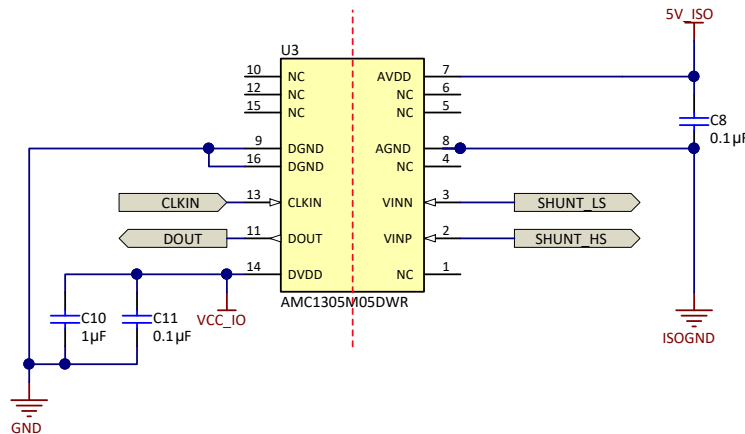 5V_ISO
U3
10 NC AVDD 7
12 NC NC 6
15 NC NC 5
C8
0.1µF
9 DGND AGND 8
16 DGND NC 4
CLKIN 13 CLKIN VINN 3 SHUNT_LS
DOUT 11 DOUT VINP 2 SHUNT_HS
14 DVDD NC 1
AMC1305M05DWR
C10
1µF
C11
0.1µF
VCC_IO
ISOGND
GND